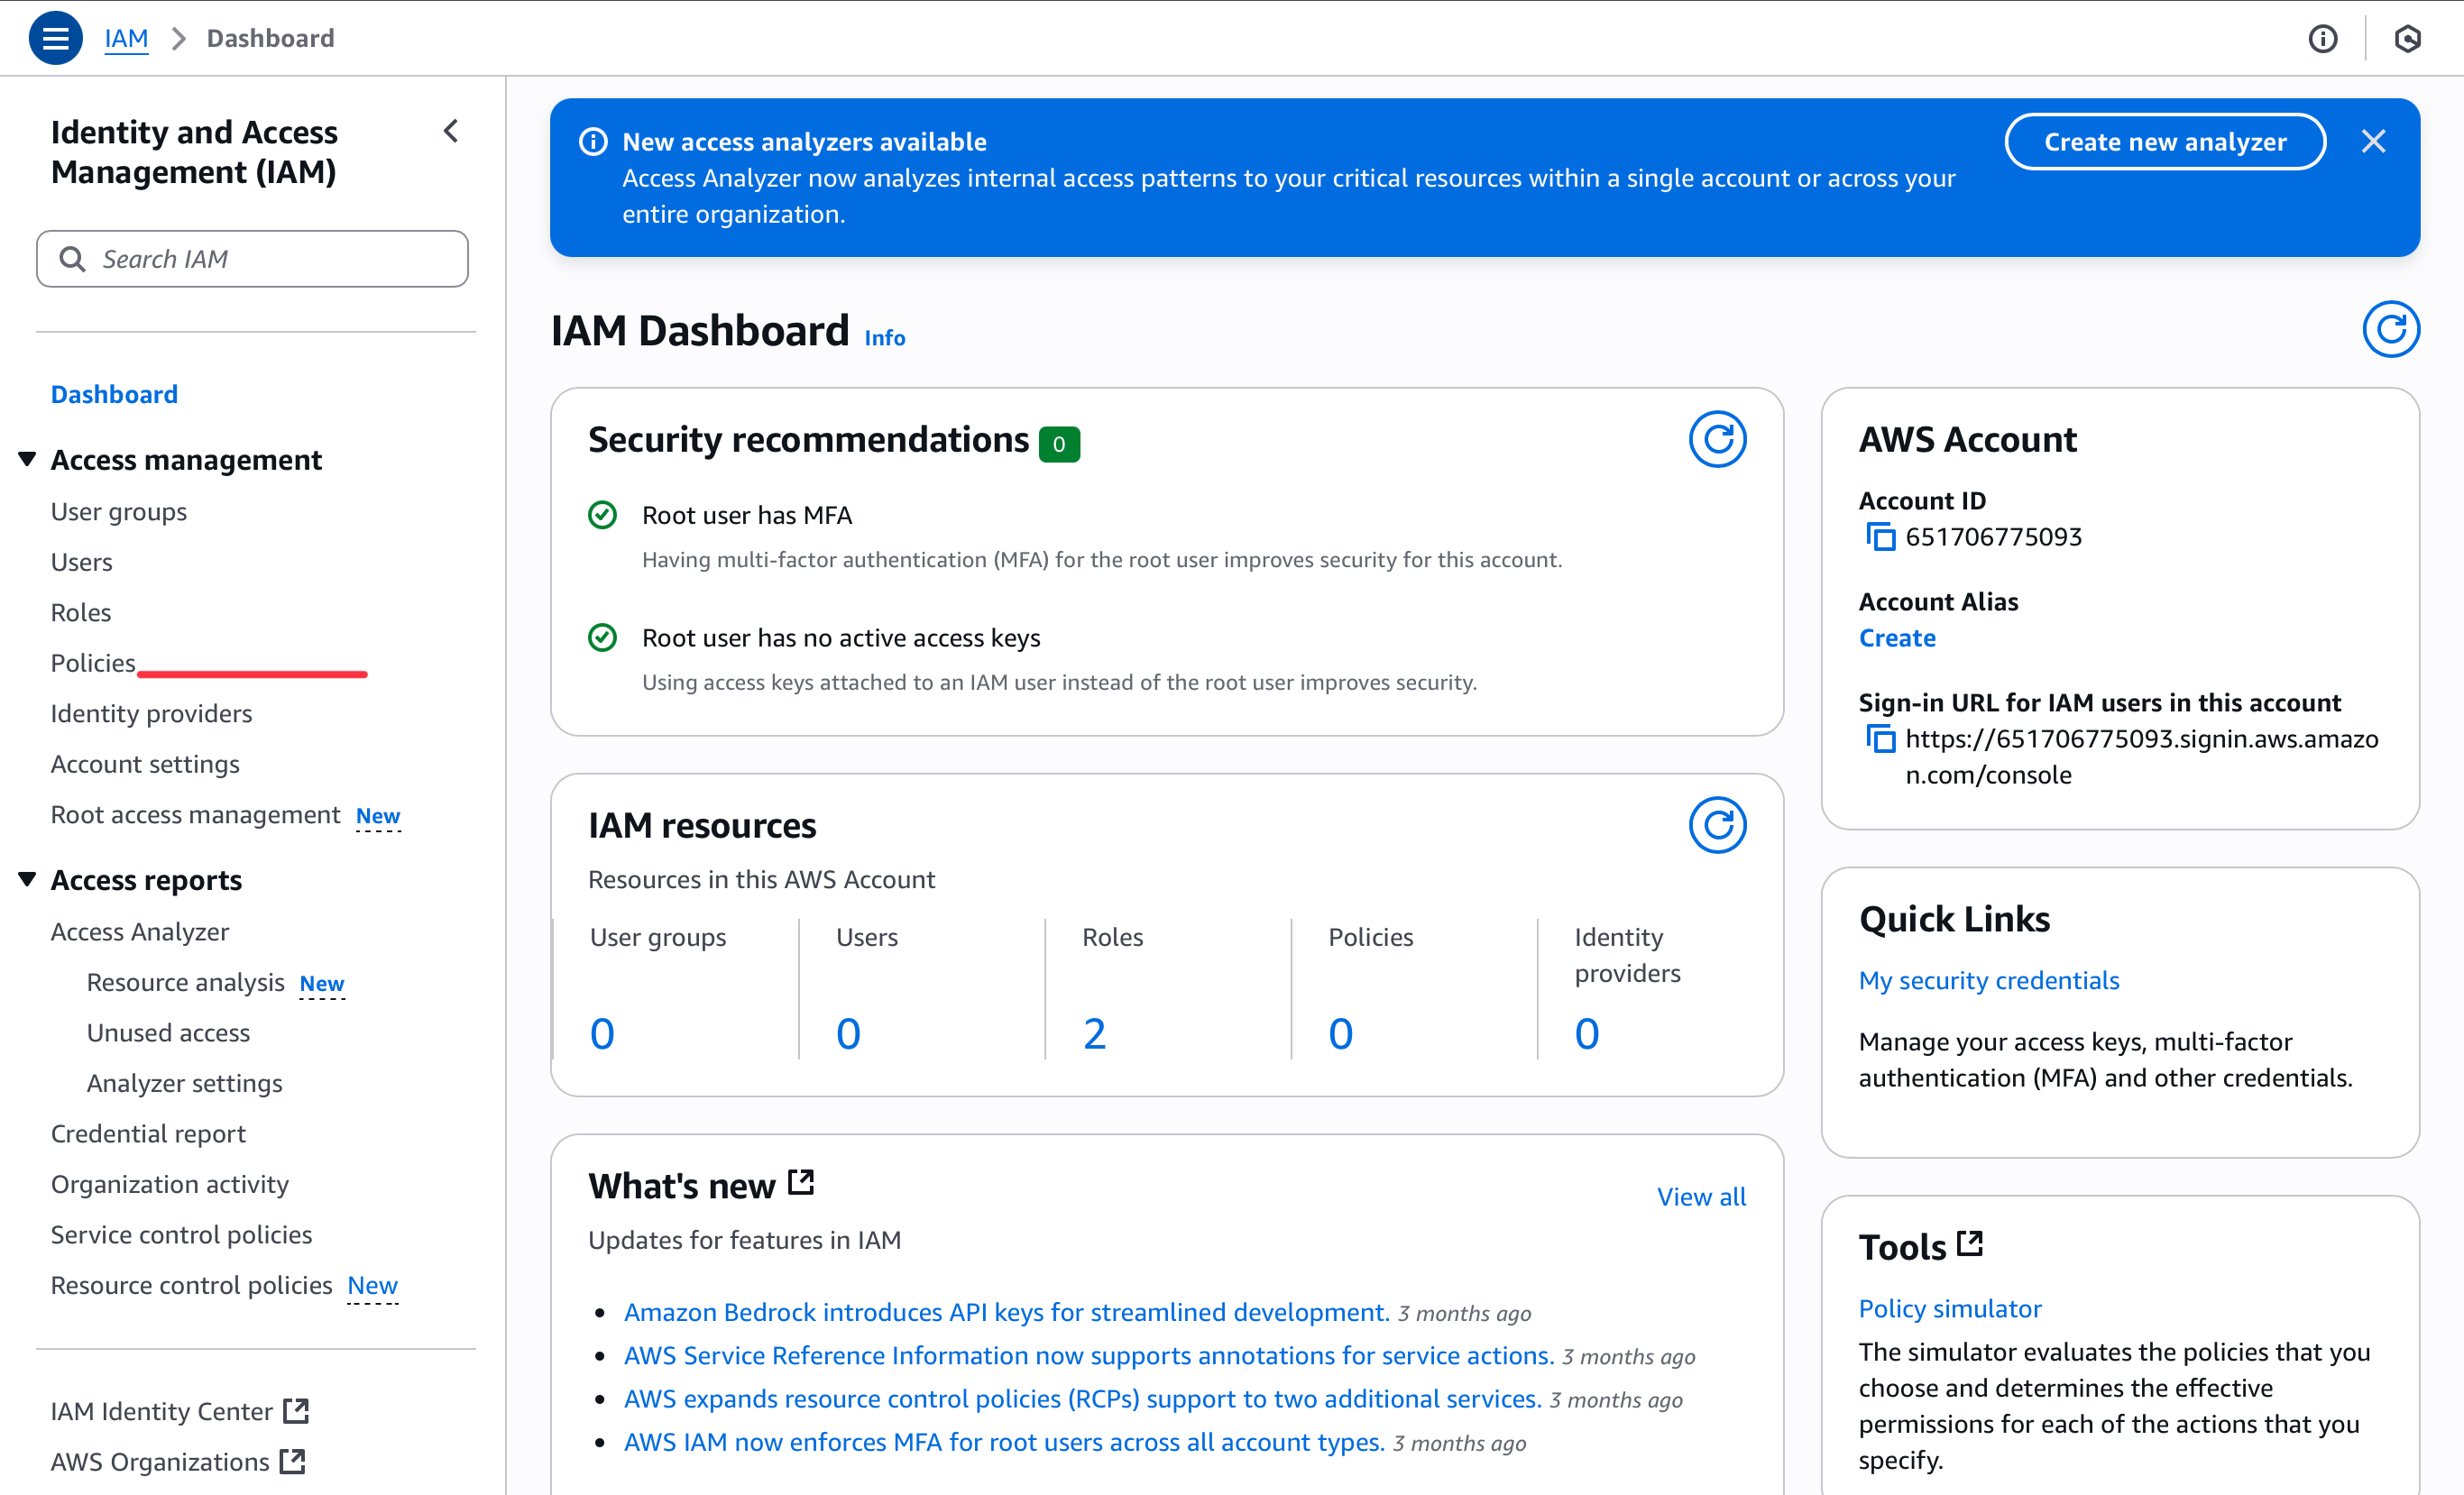 IAM > Dashboard
Identity and Access
Management (IAM)
Search IAM
Dashboard
Access management
User groups
Users
Roles
Policies
Identity providers
Account settings
Root access management New
Access reports
Access Analyzer
Resource analysis New
Unused access
Analyzer settings
Credential report
Organization activity
Service control policies
Resource control policies New
IAM Identity Center
AWS Organizations
New access analyzers available
Access Analyzer now analyzes internal access patterns to your critical resources within a single account or across your
entire organization.
Create new analyzer
IAM Dashboard Info
Security recommendations 0
Root user has MFA
Having multi-factor authentication (MFA) for the root user improves security for this account.
Root user has no active access keys
Using access keys attached to an IAM user instead of the root user improves security.
IAM resources
Resources in this AWS Account
User groups
0
Users
0
Roles
2
Policies
0
Identity
providers
0
What's new
View all
Updates for features in IAM
Amazon Bedrock introduces API keys for streamlined development. 3 months ago
AWS Service Reference Information now supports annotations for service actions. 3 months ago
AWS expands resource control policies (RCPs) support to two additional services. 3 months ago
AWS IAM now enforces MFA for root users across all account types. 3 months ago
AWS Account
Account ID
651706775093
Account Alias
Create
Sign-in URL for IAM users in this account
https://651706775093.signin.aws.amazo
n.com/console
Quick Links
My security credentials
Manage your access keys, multi-factor
authentication (MFA) and other credentials.
Tools
Policy simulator
The simulator evaluates the policies that you
choose and determines the effective
permissions for each of the actions that you
specify.